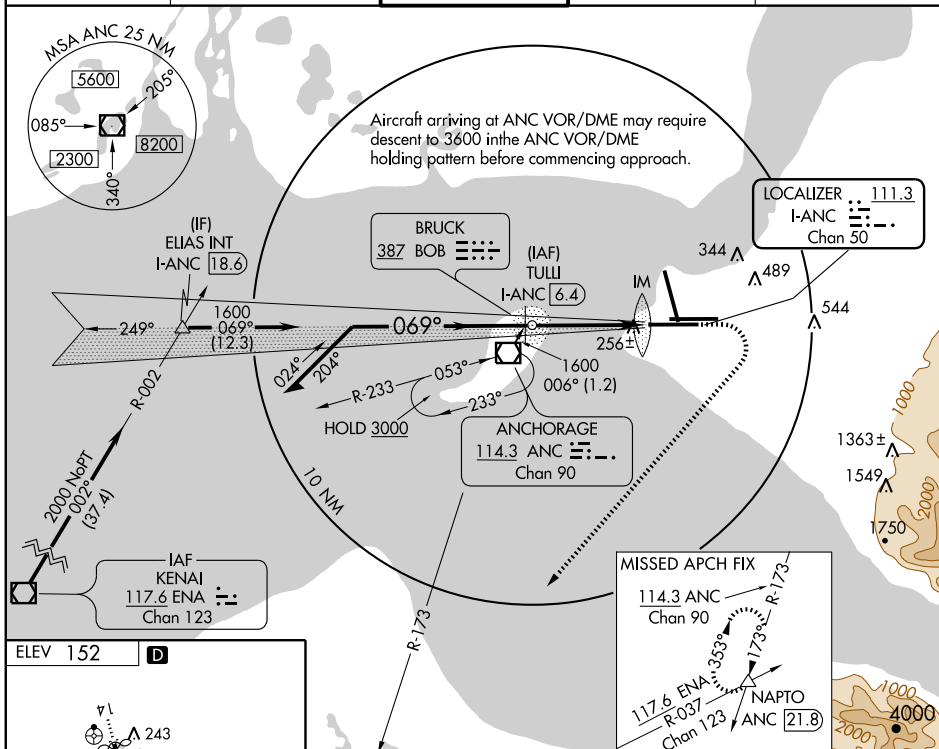 MSA ANC 25 NM
5600
205°
085°
8200
2300
340°
Aircraft arriving at ANC VOR/DME may require
descent to 3600 inthe ANC VOR/DME
holding pattern before commencing approach.
LOCALIZER 111.3
I-ANC
Chan 50
BRUCK
387 BOB
(IF)
ELIAS INT
I-ANC 18.6
(IAF)
TULLI
I-ANC 6.4
IM
344
489
544
249°
1600
069°
(12.3)
069°
256±
024°
204°
R-233
053°
233°
1600
006° (1.2)
HOLD 3000
ANCHORAGE
114.3 ANC
Chan 90
R-002
2000 NoPT
002°
(37.4)
10 NM
1000
1363±
1549
2000
1750
IAF
KENAI
117.6 ENA
Chan 123
R-173
MISSED APCH FIX
114.3 ANC
Chan 90
R-173
353°
173°
117.6 ENA
R-037
Chan 123
NAPTO
ANC 21.8
1000
4000
2000
ELEV 152 D
14
243